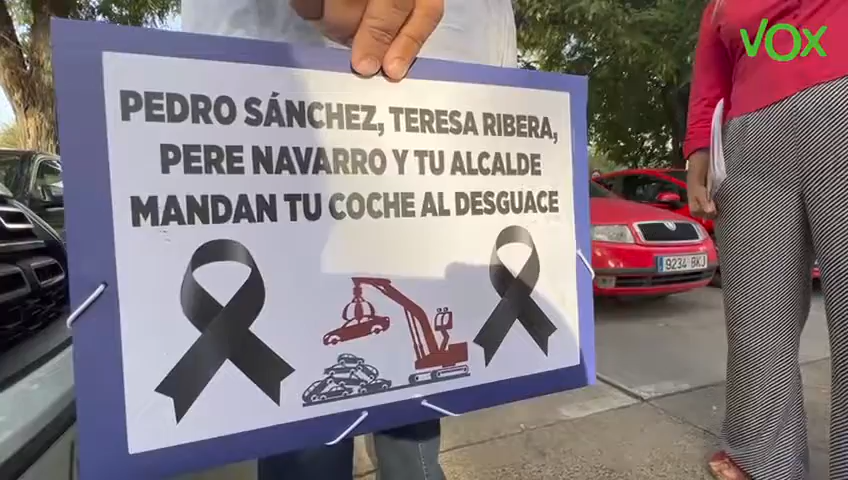 VOX
PEDRO SÁNCHEZ, TERESA RIBERA,
PERE NAVARRO Y TU ALCALDE
MANDAN TU COCHE AL DESGUACE
9234 BKJ